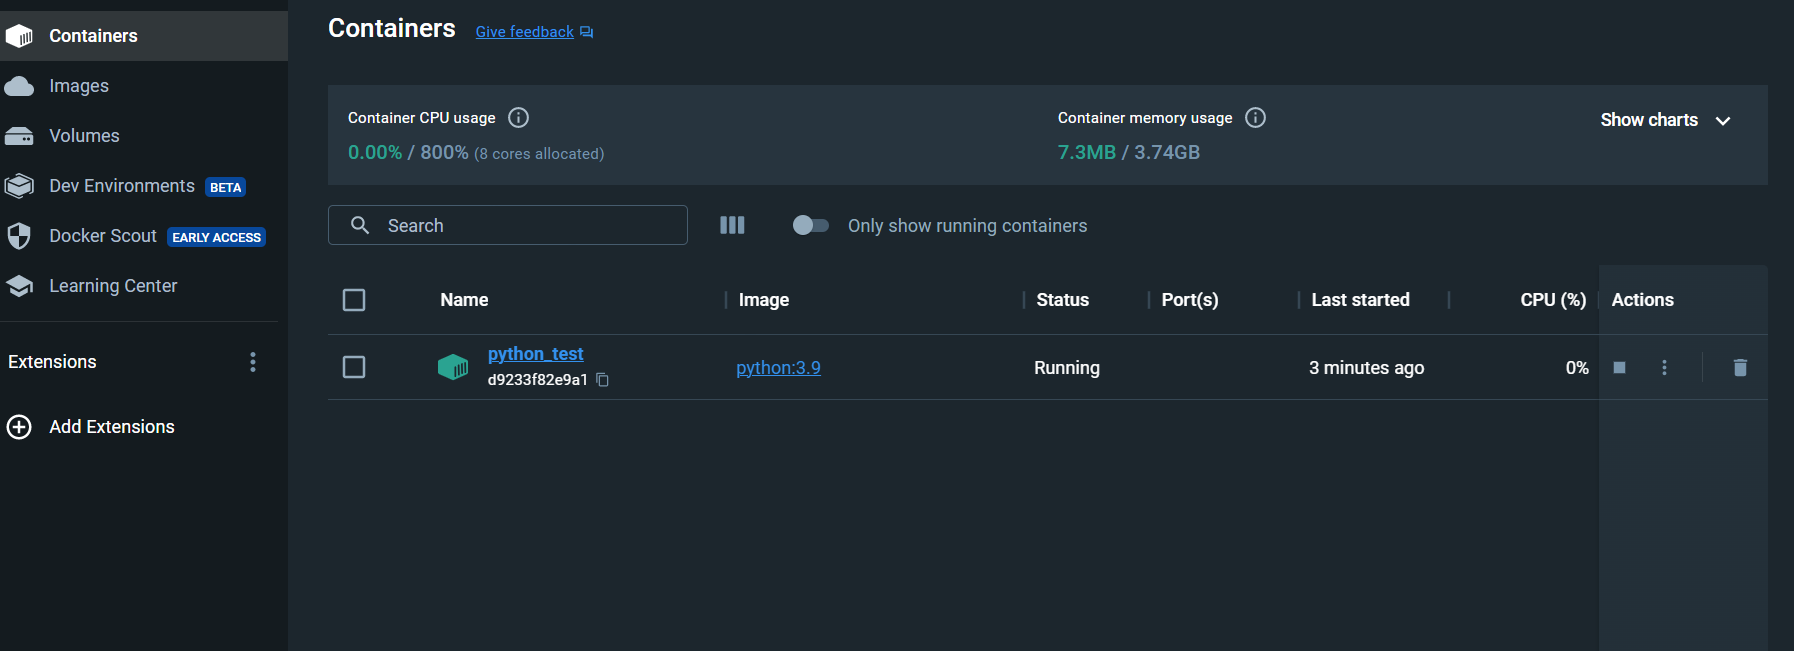 Containers
Images
Volumes
Dev Environments BETA
Docker Scout EARLY ACCESS
Learning Center
Extensions
Add Extensions
Containers Give feedback
Container CPU usage
0.00% / 800% (8 cores allocated)
Container memory usage
7.3MB / 3.74GB
Show charts
Search
Only show running containers
Name Image Status Port(s) Last started CPU (%) Actions
python_test
d9233f82e9a1
python:3.9 Running 3 minutes ago 0%